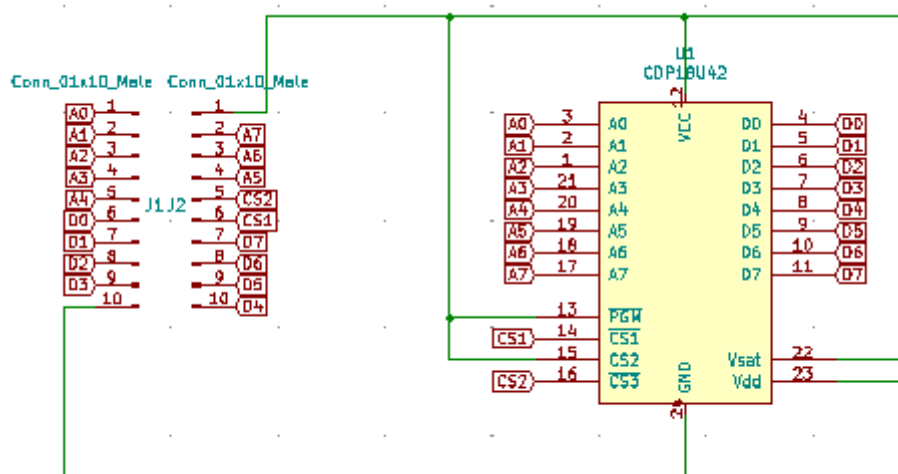 Conn_01x10_Male Conn_01x10_Male
A0 1
A1 2
A2 3
A3 4
A4 5
D0 6
D1 7
D2 8
D3 9
10
J1 J2
1
2 A7
3 A6
4 A5
5 CS2
6 CS1
7 D7
8 D6
9 D5
10 D4
U1
CDP18U42
12
VCC
A0 3 A0 D0 4 D0
A1 2 A1 D1 5 D1
A2 1 A2 D2 6 D2
A3 21 A3 D3 7 D3
A4 20 A4 D4 8 D4
A5 19 A5 D5 9 D5
A6 18 A6 D6 10 D6
A7 17 A7 D7 11 D7
13 PGM
CS1 14 CS1
15 CS2 Vsat 22
CS2 16 CS3 Vdd 23
GND